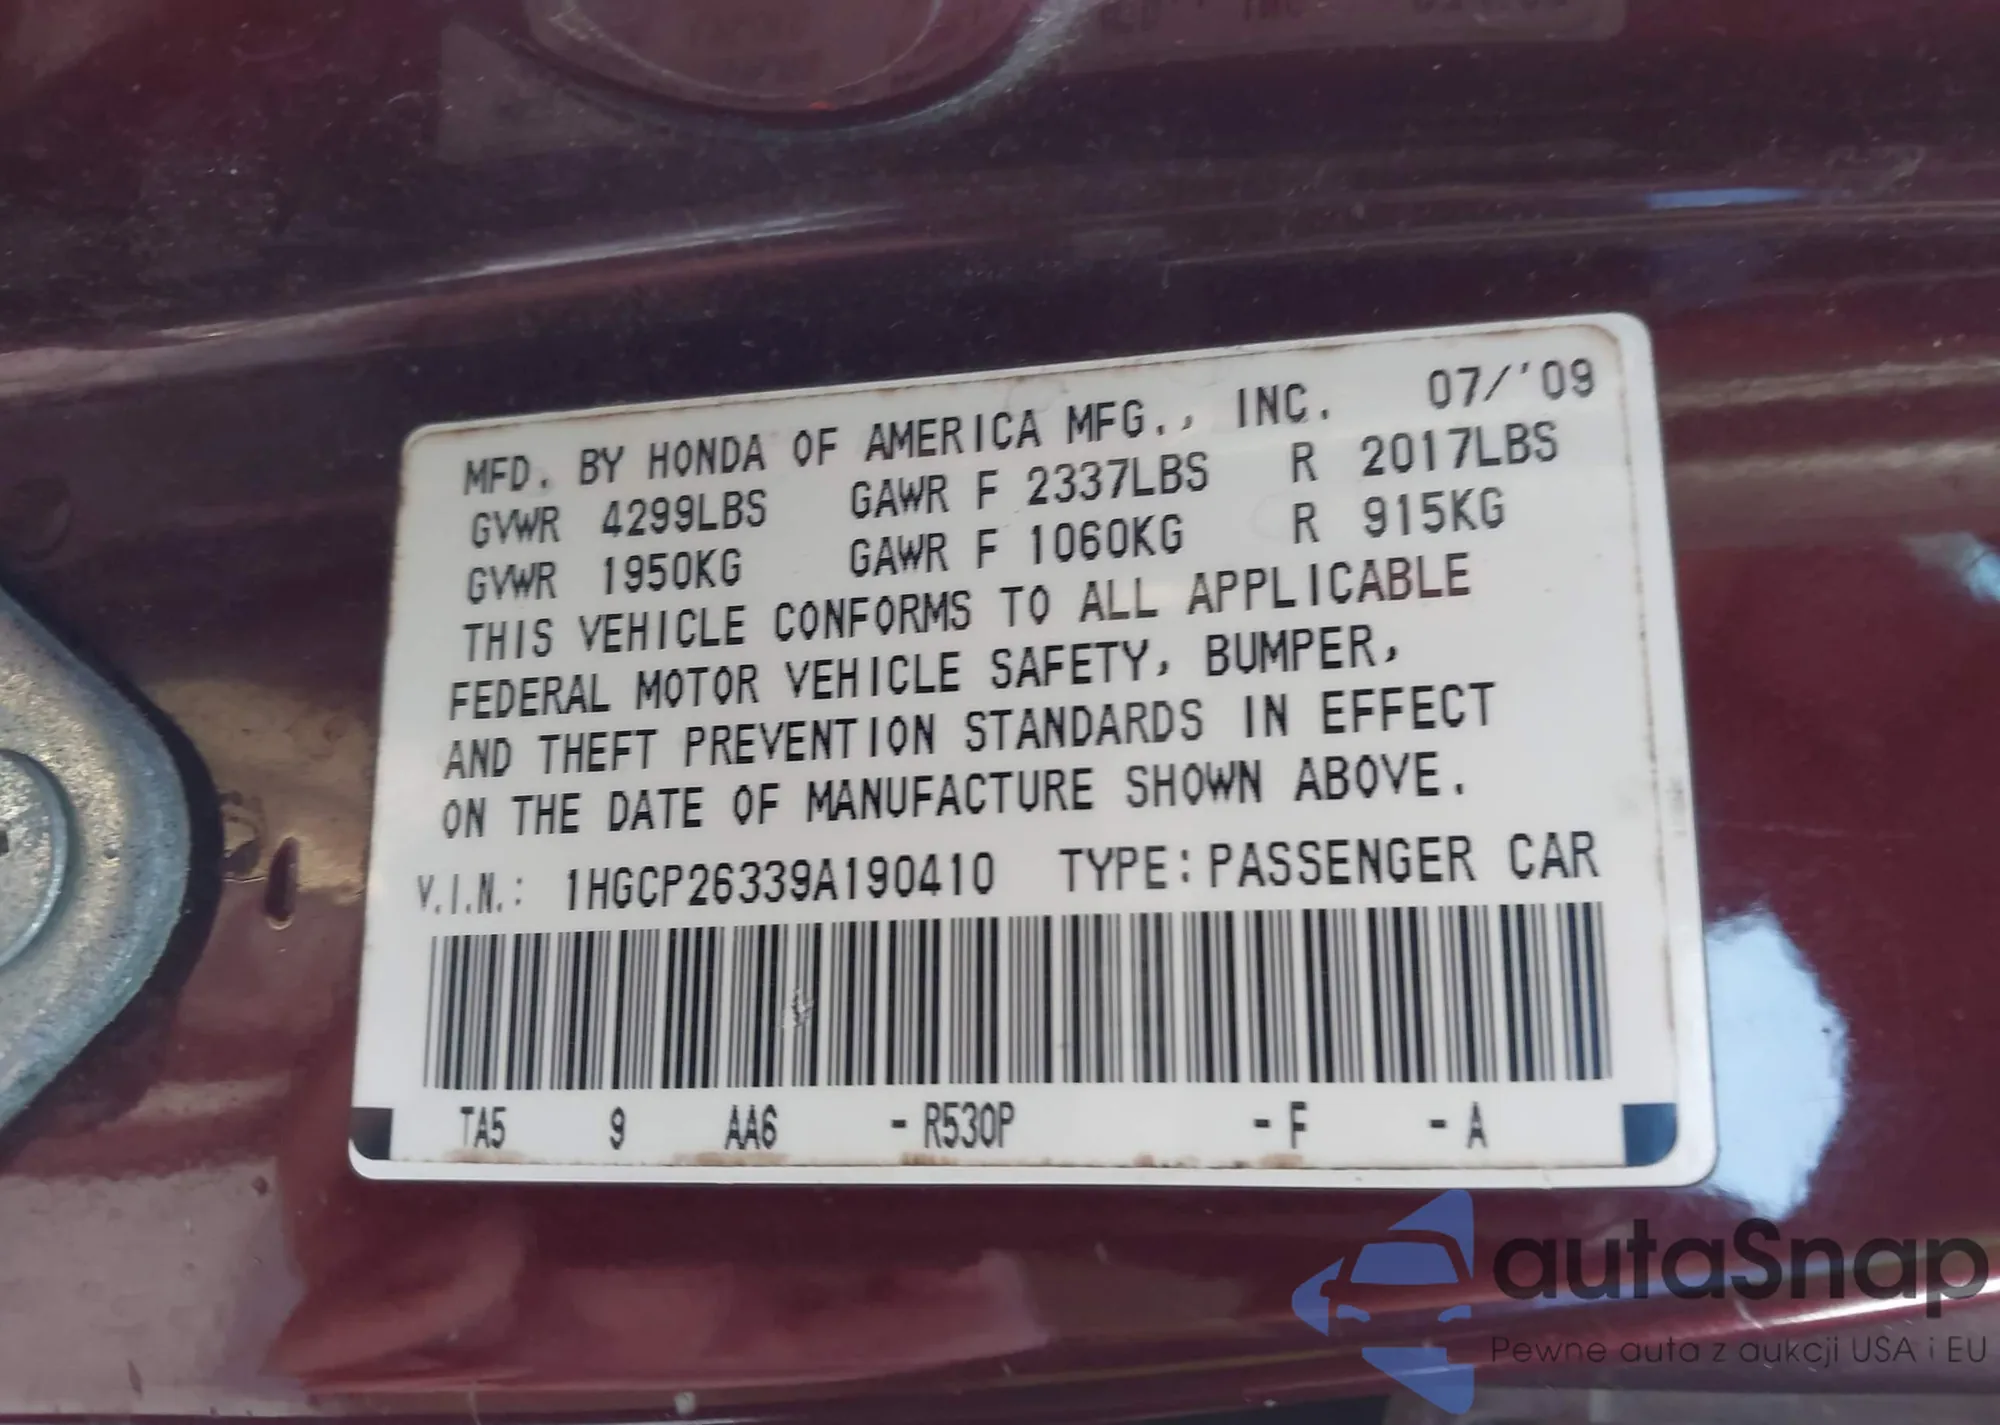 MFD. BY HONDA OF AMERICA MFG., INC. 07/'09
GVWR 4299LBS GAWR F 2337LBS R 2017LBS
GVWR 1950KG GAWR F 1060KG R 915KG
THIS VEHICLE CONFORMS TO ALL APPLICABLE
FEDERAL MOTOR VEHICLE SAFETY, BUMPER,
AND THEFT PREVENTION STANDARDS IN EFFECT
ON THE DATE OF MANUFACTURE SHOWN ABOVE.
V.I.N.: 1HGCP26339A190410 TYPE: PASSENGER CAR
TA5 9 AA6 - R530P - F - A
autaSnap
Pewne auta z aukcji USA i EU